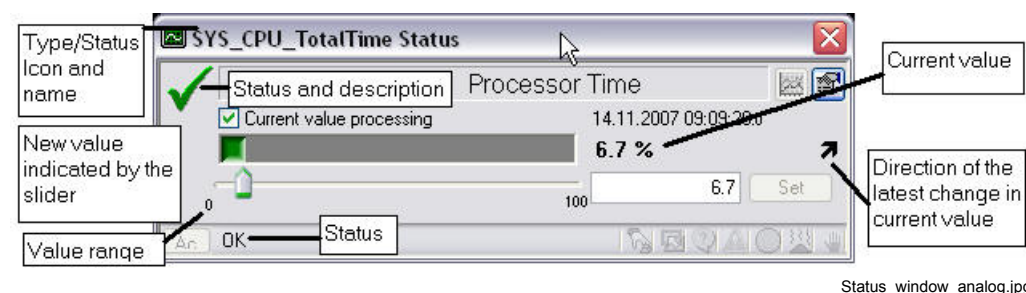 Type/Status
Icon and
name
SYS_CPU_TotalTime Status
Current value
Status and description
Processor Time
Current value processing
14.11.2007 09:09:20.0
New value
indicated by the
slider
6.7 %
Direction of the
latest change in
current value
6.7
Set
0
100
Value range
OK
Status
Status_window_analog.jpg